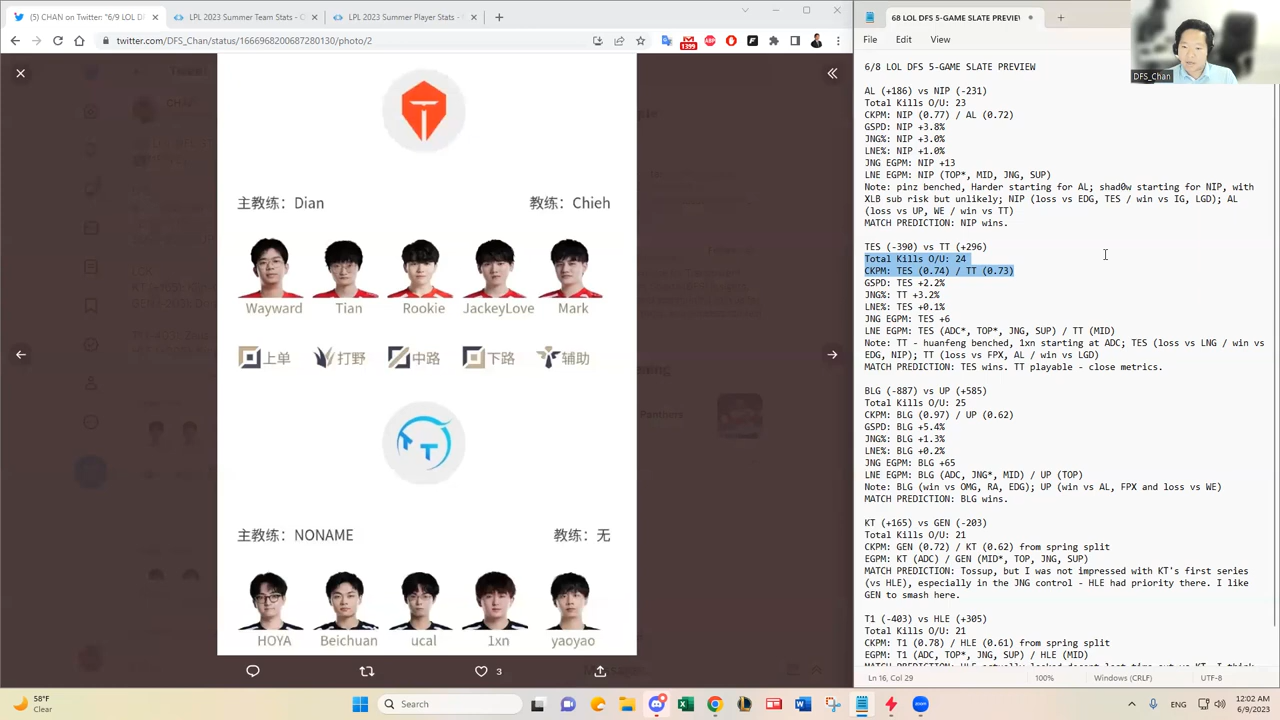 (5) CHAN on Twitter: "6/9 LOL DF
LPL 2023 Summer Team Stats - C
LPL 2023 Summer Player Stats -
twitter.com/DFS_Chan/status/1666968200687280130/photo/2
1399
主教练：Dian
教练：Chieh
Wayward
Tian
Rookie
JackeyLove
Mark
上单
打野
中路
下路
辅助
TT
主教练：NONAME
教练：无
HOYA
Beichuan
ucal
1xn
yaoyao
3
68 LOL DFS 5-GAME SLATE PREVIEW
File
Edit
View
DFS_Chan
6/8 LOL DFS 5-GAME SLATE PREVIEW
AL (+186) vs NIP (-231)
Total Kills O/U: 23
CKPM: NIP (0.77) / AL (0.72)
GSPD: NIP +3.8%
JNG%: NIP +3.0%
LNE%: NIP +1.0%
JNG EGPM: NIP +13
LNE EGPM: NIP (TOP*, MID, JNG, SUP)
Note: pinz benched, Harder starting for AL; shad0w starting for NIP, with
XLB sub risk but unlikely; NIP (loss vs EDG, TES / win vs IG, LGD); AL
(loss vs UP, WE / win vs TT)
MATCH PREDICTION: NIP wins.
TES (-390) vs TT (+296)
Total Kills O/U: 24
CKPM: TES (0.74) / TT (0.73)
GSPD: TES +2.2%
JNG%: TT +3.2%
LNE%: TES +0.1%
JNG EGPM: TES +6
LNE EGPM: TES (ADC*, TOP*, JNG, SUP) / TT (MID)
Note: TT - huanfeng benched, 1xn starting at ADC; TES (loss vs LNG / win vs
EDG, NIP); TT (loss vs FPX, AL / win vs LGD)
MATCH PREDICTION: TES wins. TT playable - close metrics.
BLG (-887) vs UP (+585)
Total Kills O/U: 25
CKPM: BLG (0.97) / UP (0.62)
GSPD: BLG +5.4%
JNG%: BLG +1.3%
LNE%: BLG +0.2%
JNG EGPM: BLG +65
LNE EGPM: BLG (ADC, JNG*, MID) / UP (TOP)
Note: BLG (win vs OMG, RA, EDG); UP (win vs AL, FPX and loss vs WE)
MATCH PREDICTION: BLG wins.
KT (+165) vs GEN (-203)
Total Kills O/U: 21
CKPM: GEN (0.72) / KT (0.62) from spring split
EGPM: KT (ADC) / GEN (MID*, TOP, JNG, SUP)
MATCH PREDICTION: Tossup, but I was not impressed with KT's first series
(vs HLE), especially in the JNG control - HLE had priority there. I like
GEN to smash here.
T1 (-403) vs HLE (+305)
Total Kills O/U: 21
CKPM: T1 (0.78) / HLE (0.61) from spring split
EGPM: T1 (ADC, TOP*, JNG, SUP) / HLE (MID)
Ln 16, Col 29
100%
Windows (CRLF)
UTF-8
58°F
Clear
Search
ENG
12:02 AM
6/9/2023